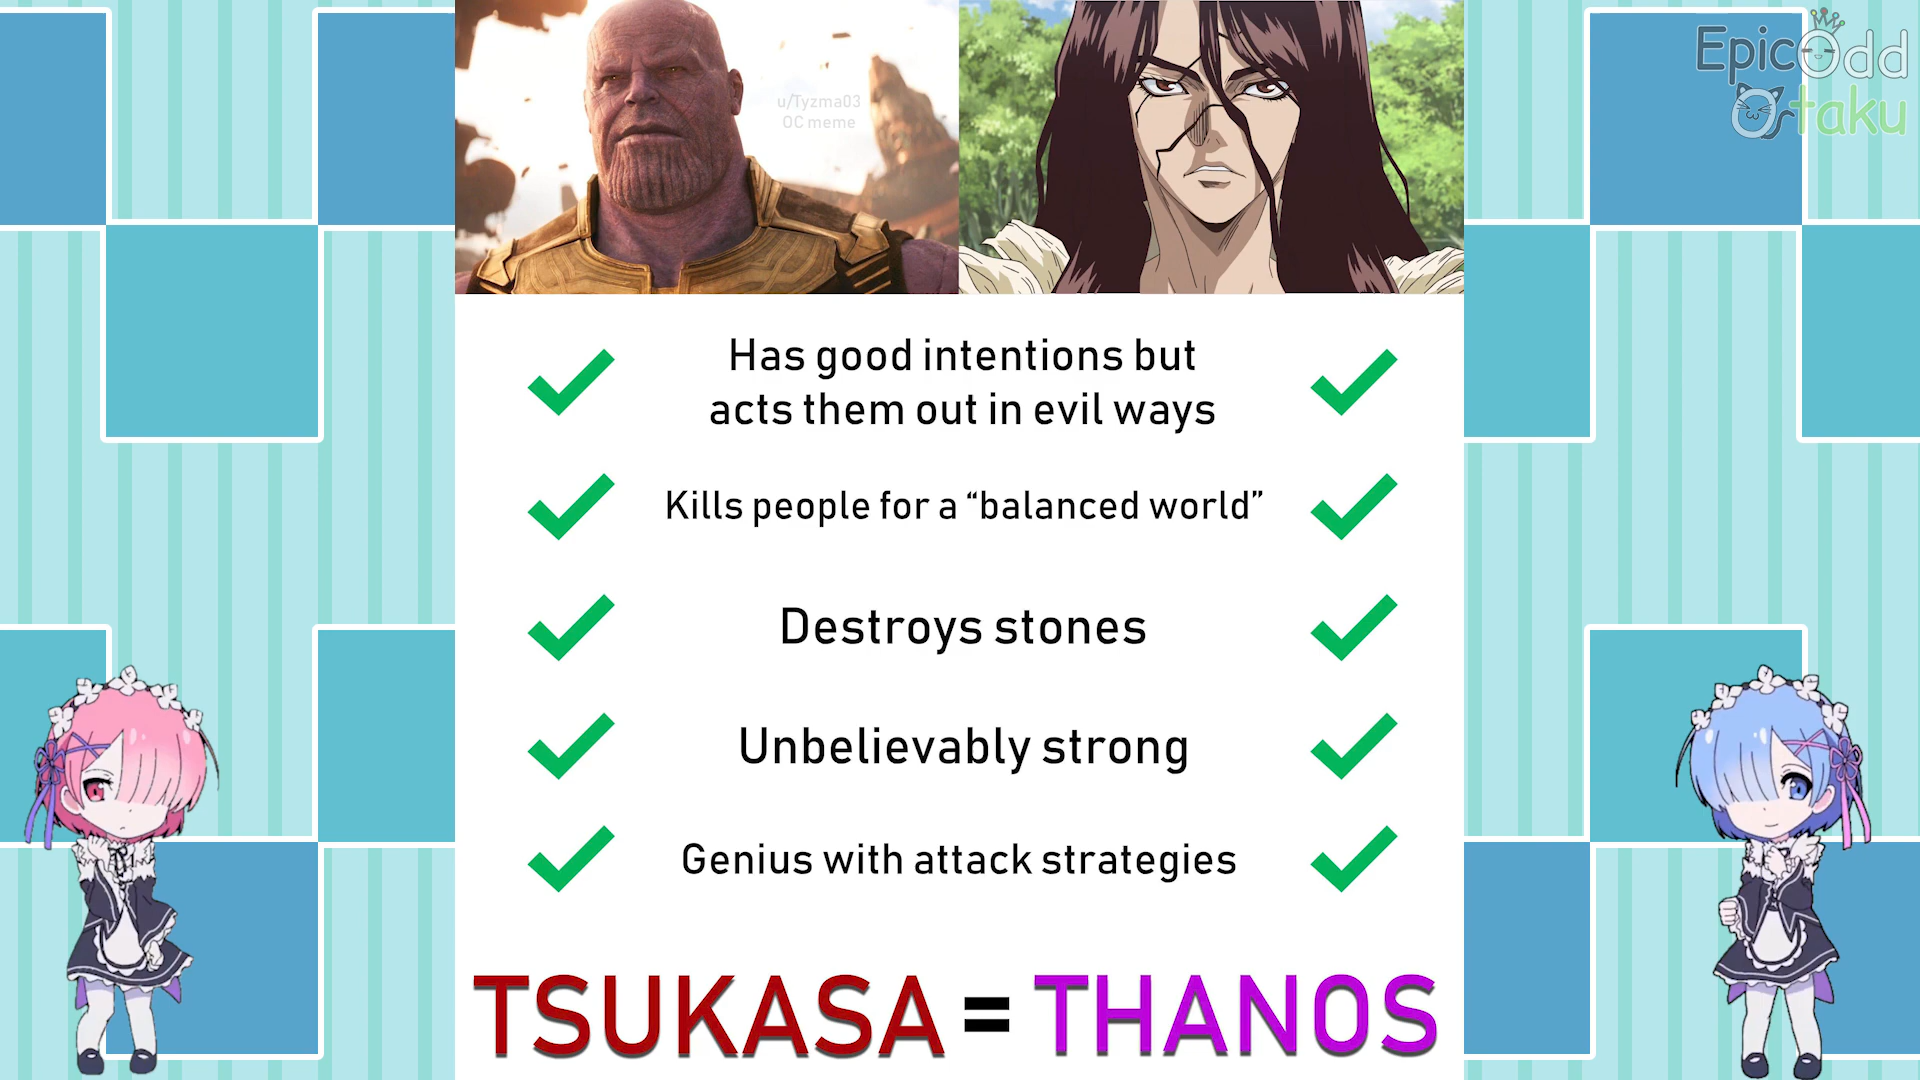 u/Tyzma03
OC meme
EpicOdd
Otaku
Has good intentions but
acts them out in evil ways
Kills people for a “balanced world”
Destroys stones
Unbelievably strong
Genius with attack strategies
TSUKASA = THANOS